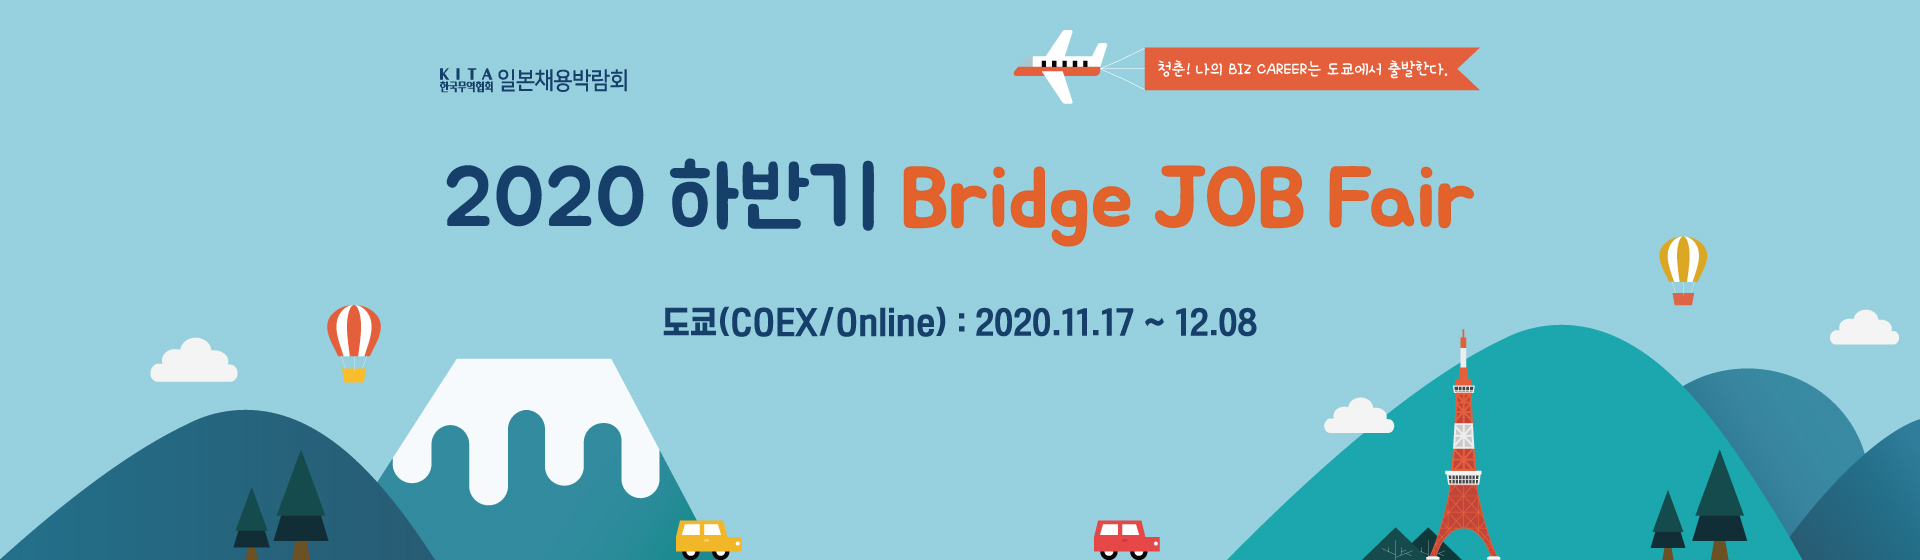 KITA
한국무역협회 일본채용박람회
청춘! 나의 BIZ CAREER는 도쿄에서 출발한다.
2020 하반기 Bridge JOB Fair
도쿄(COEX/Online) : 2020.11.17 ~ 12.08